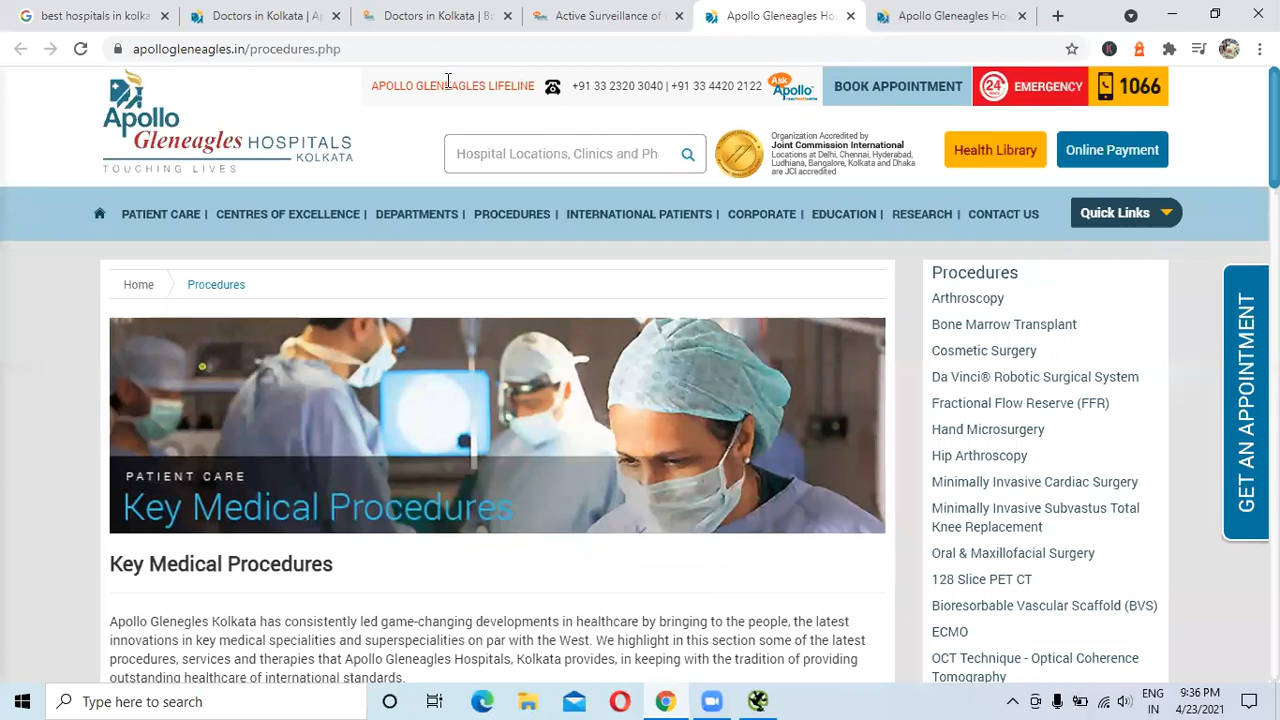 best hospitals in Kolka
Doctors in Kolkata | Ap
Doctors in Kolkata | Bo
Active Surveillance of
Apollo Gleneagles Hos
Apollo Gleneagles Hos
apollogleneagles.in/procedures.php
APOLLO GLENEAGLES LIFELINE
+91 33 2320 3040 | +91 33 4420 2122
Ask Apollo
BOOK APPOINTMENT
24 EMERGENCY
1066
Apollo
Gleneagles HOSPITALS
KOLKATA
TOUCHING LIVES
Hospital Locations, Clinics and Ph
Organization Accredited by
Joint Commission International
Locations at Delhi, Chennai, Hyderabad,
Ludhiana, Bangalore, Kolkata and Dhaka
are JCI accredited
Health Library
Online Payment
PATIENT CARE |
CENTRES OF EXCELLENCE |
DEPARTMENTS |
PROCEDURES |
INTERNATIONAL PATIENTS |
CORPORATE |
EDUCATION |
RESEARCH |
CONTACT US
Quick Links
Home
Procedures
PATIENT CARE
Key Medical Procedures
Key Medical Procedures
Apollo Glenegles Kolkata has consistently led game-changing developments in healthcare by bringing to the people, the latest
innovations in key medical specialities and superspecialities on par with the West. We highlight in this section some of the latest
procedures, services and therapies that Apollo Gleneagles Hospitals, Kolkata provides, in keeping with the tradition of providing
outstanding healthcare of international standards.
Procedures
Arthroscopy
Bone Marrow Transplant
Cosmetic Surgery
Da Vinci® Robotic Surgical System
Fractional Flow Reserve (FFR)
Hand Microsurgery
Hip Arthroscopy
Minimally Invasive Cardiac Surgery
Minimally Invasive Subvastus Total
Knee Replacement
Oral & Maxillofacial Surgery
128 Slice PET CT
Bioresorbable Vascular Scaffold (BVS)
ECMO
OCT Technique - Optical Coherence
Tomography
GET AN APPOINTMENT
Type here to search
ENG
IN
9:36 PM
4/23/2021